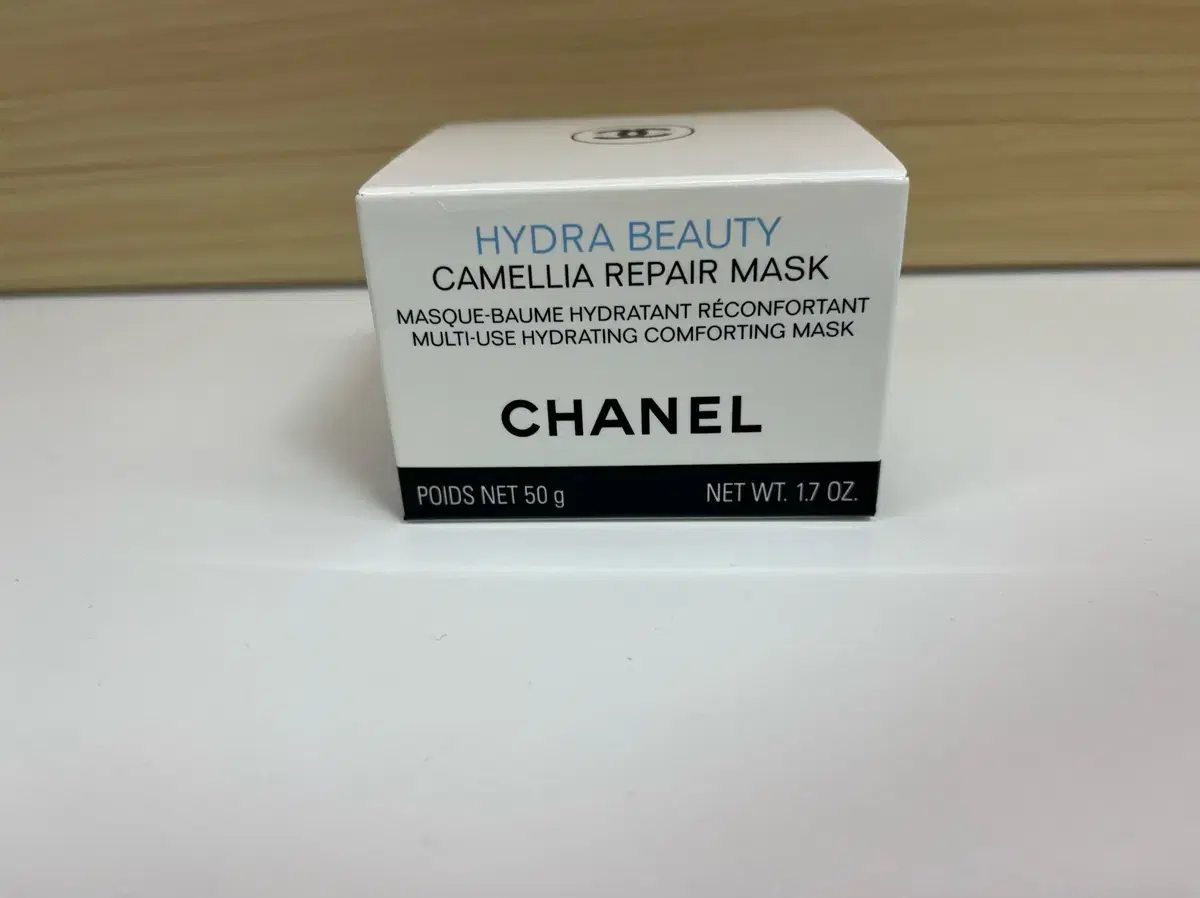 HYDRA BEAUTY
CAMELLIA REPAIR MASK
MASQUE-BAUME HYDRATANT RÉCONFORTANT
MULTI-USE HYDRATING COMFORTING MASK
CHANEL
POIDS NET 50 g NET WT. 1.7 OZ.